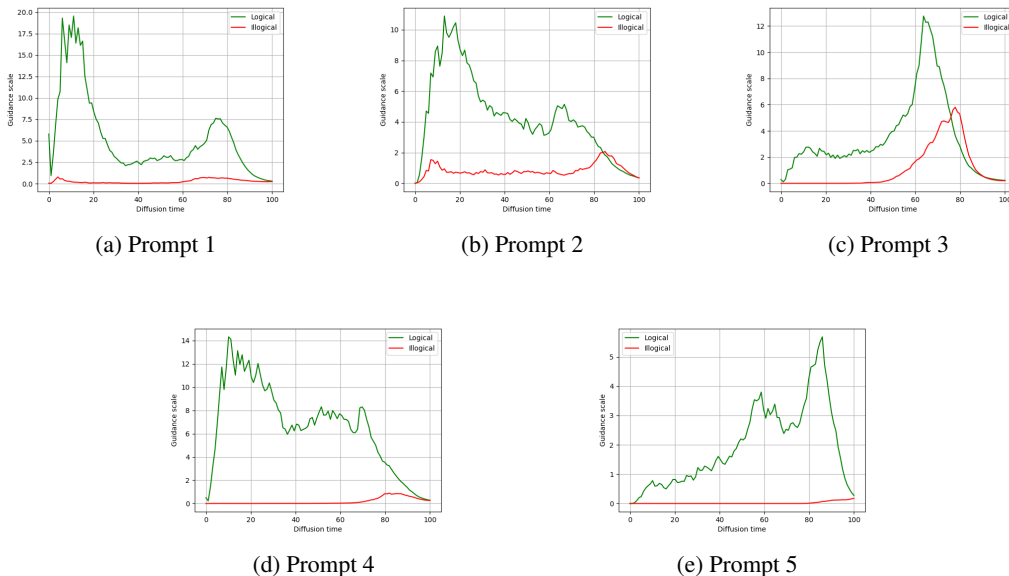 20.0
17.5
15.0
12.5
10.0
7.5
5.0
2.5
0.0
Guidance scale
0 20 40 60 80 100
Diffusion time
Logical
Illogical
(a) Prompt 1
10
8
6
4
2
0
Guidance scale
0 20 40 60 80 100
Diffusion time
Logical
Illogical
(b) Prompt 2
12
10
8
6
4
2
0
Guidance scale
0 20 40 60 80 100
Diffusion time
Logical
Illogical
(c) Prompt 3
14
12
10
8
6
4
2
0
Guidance scale
0 20 40 60 80 100
Diffusion time
Logical
Illogical
(d) Prompt 4
5
4
3
2
1
0
Guidance scale
0 20 40 60 80 100
Diffusion time
Logical
Illogical
(e) Prompt 5